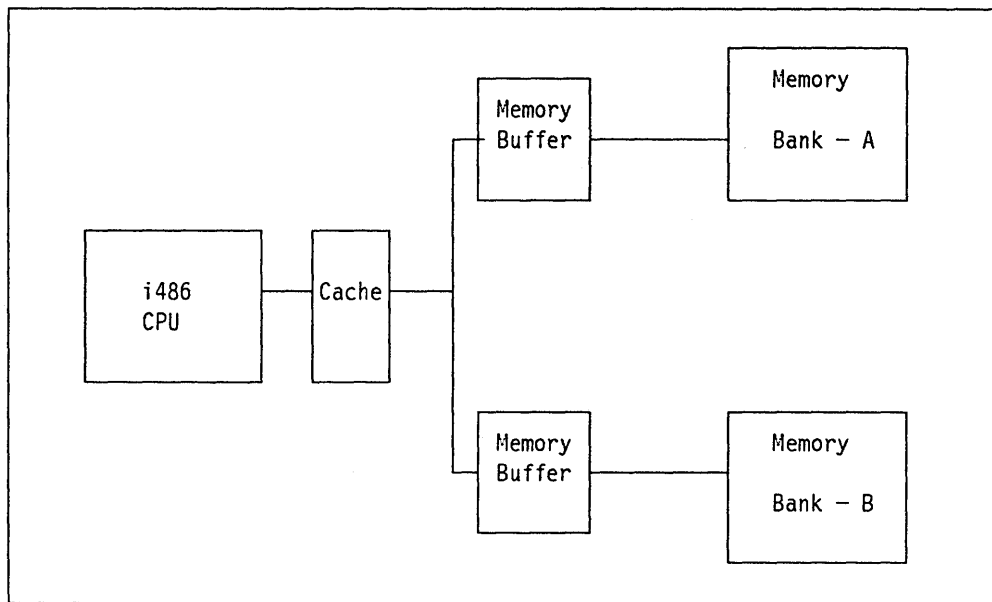 Memory
Buffer
Memory
Bank — A
i486
CPU
Cache
Memory
Buffer
Memory
Bank — B